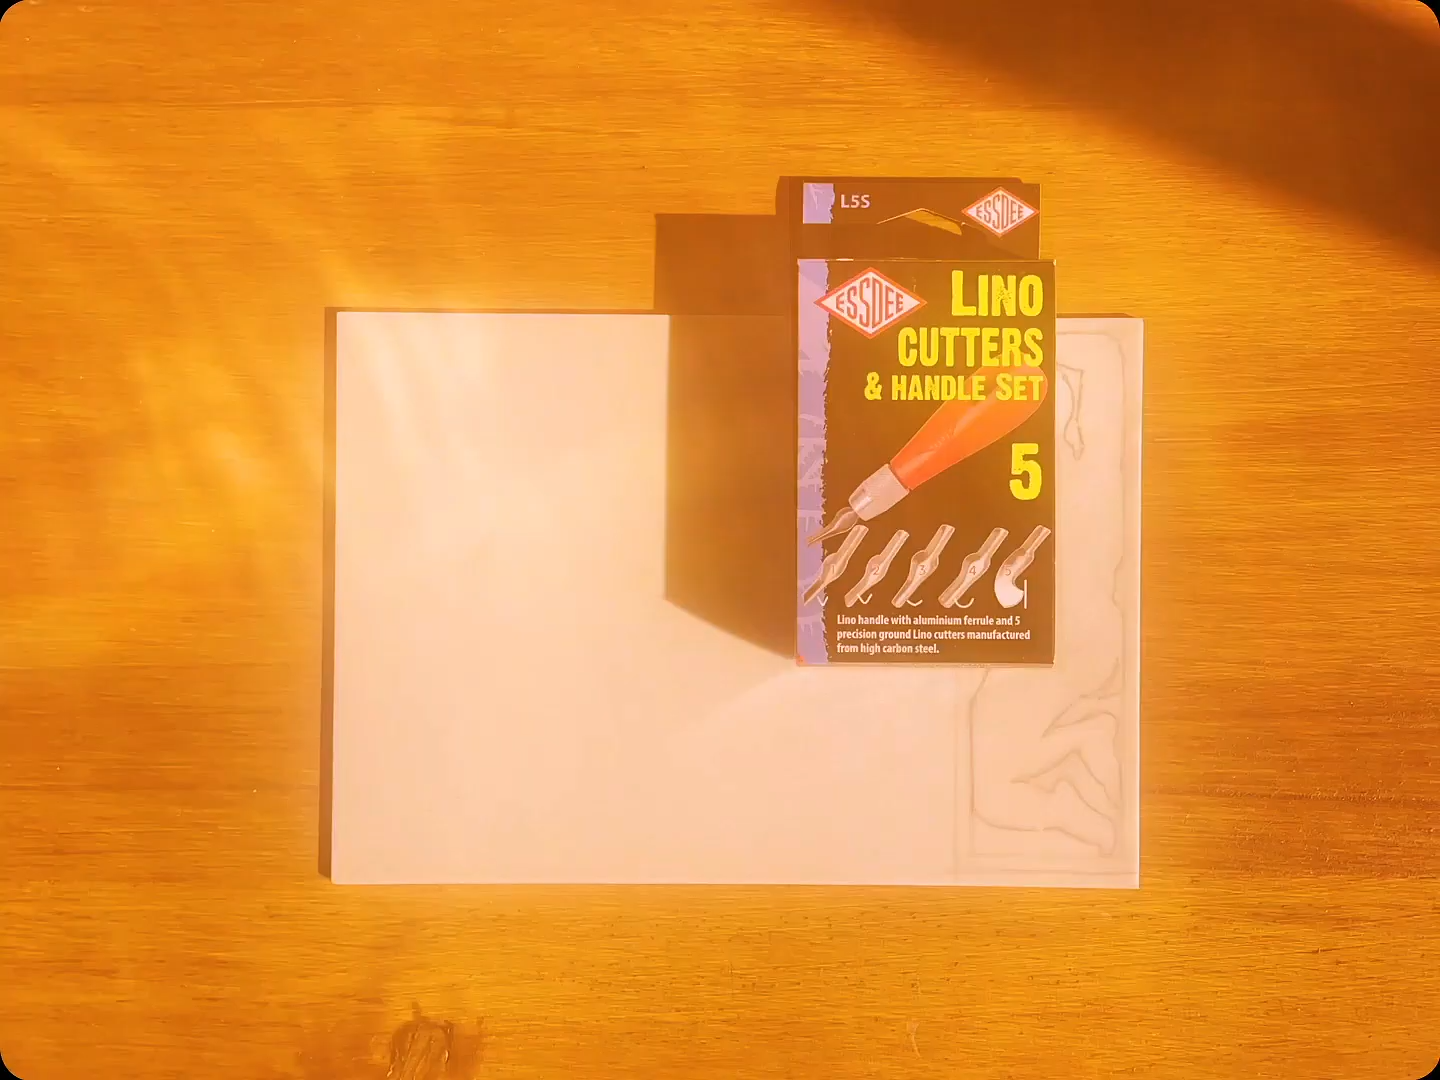 L5S
ESSDEE
ESSDEE
LINO
CUTTERS
& HANDLE SET
5
1 2 3 4 5
Lino handle with aluminium ferrule and 5
precision ground Lino cutters manufactured
from high carbon steel.